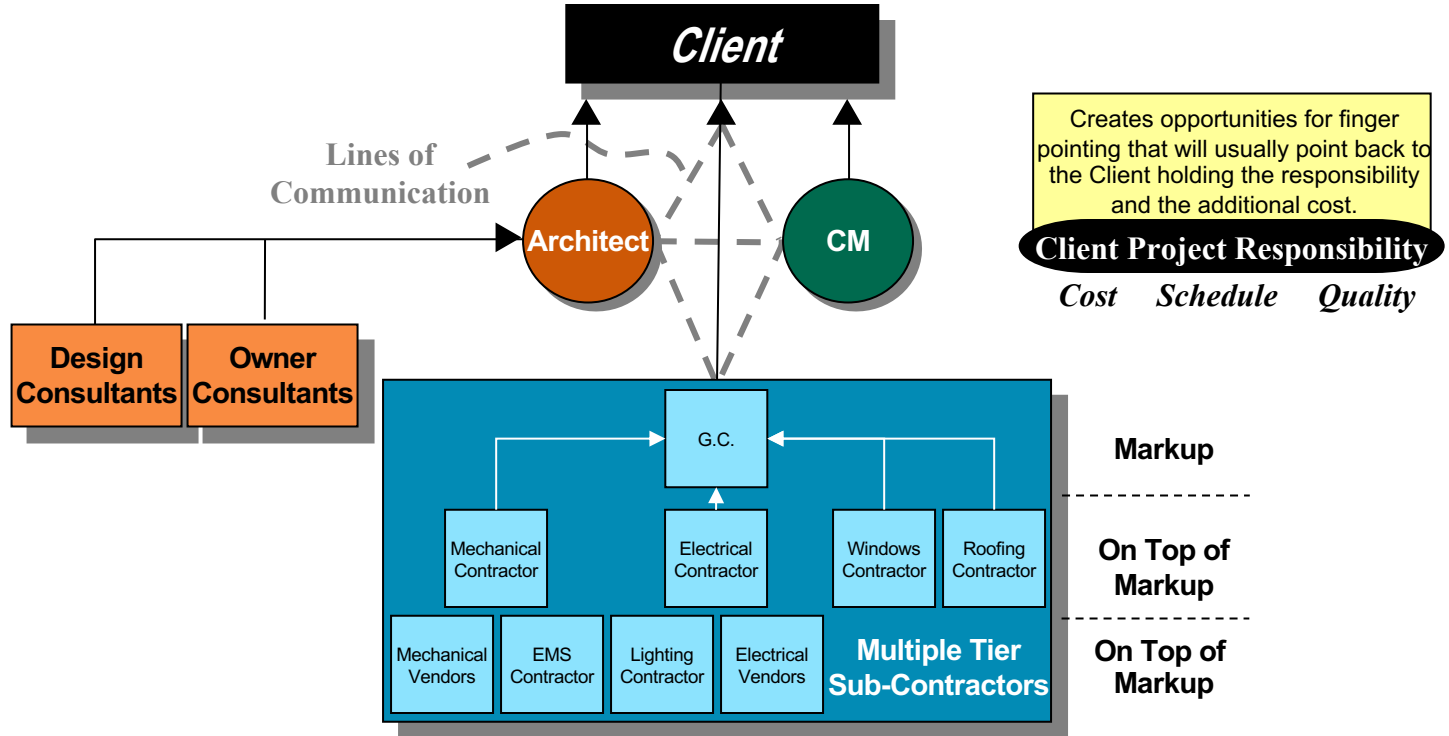 Client
Creates opportunities for finger
pointing that will usually point back to
the Client holding the responsibility
and the additional cost.
Client Project Responsibility
Cost Schedule Quality
Lines of
Communication
Architect
CM
Design
Consultants
Owner
Consultants
G.C.
Markup
Mechanical
Contractor
Electrical
Contractor
Windows
Contractor
Roofing
Contractor
On Top of
Markup
Mechanical
Vendors
EMS
Contractor
Lighting
Contractor
Electrical
Vendors
Multiple Tier
Sub-Contractors
On Top of
Markup